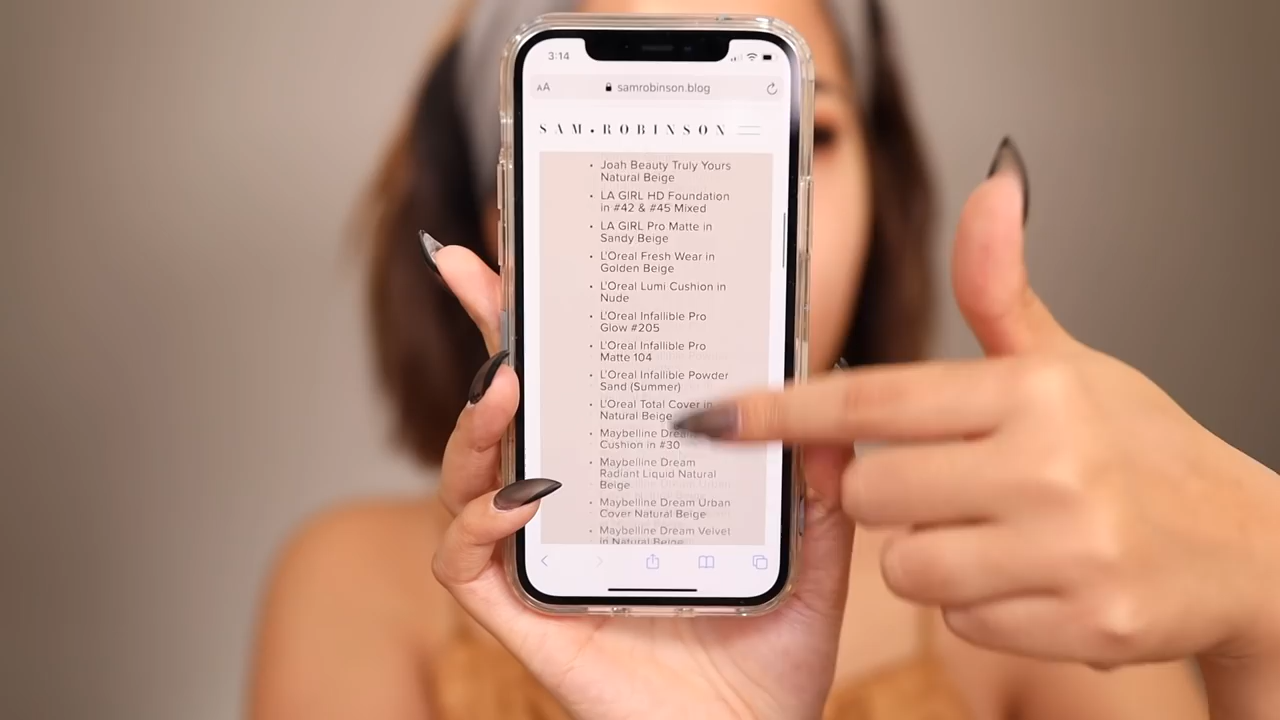 3:14
AA samrobinson.blog
SAM•ROBINSON
• Joah Beauty Truly Yours
Natural Beige
• LA GIRL HD Foundation
in #42 & #45 Mixed
• LA GIRL Pro Matte in
Sandy Beige
• L'Oreal Fresh Wear in
Golden Beige
• L'Oreal Lumi Cushion in
Nude
• L'Oreal Infallible Pro
Glow #205
• L'Oreal Infallible Pro
Matte 104
• L'Oreal Infallible Powder
Sand (Summer)
• L'Oreal Total Cover in
Natural Beige
• Maybelline Dream
Cushion in #30
• Maybelline Dream
Radiant Liquid Natural
Beige
• Maybelline Dream Urban
Cover Natural Beige
• Maybelline Dream Velvet
in Natural Beige